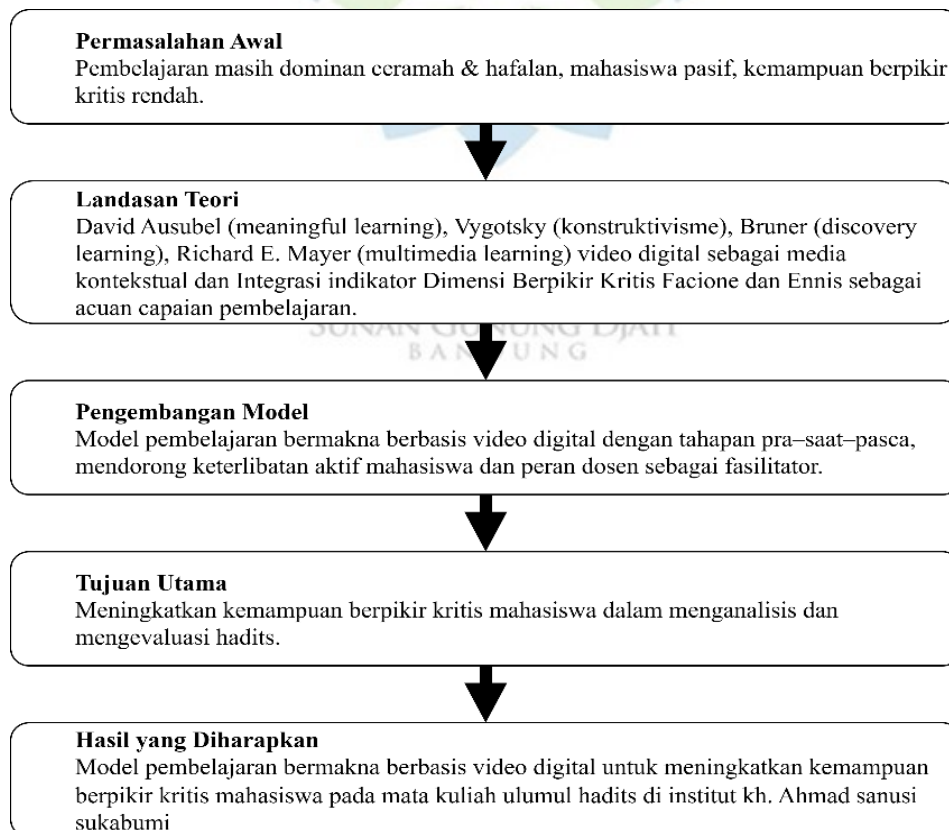 Permasalahan Awal
Pembelajaran masih dominan ceramah & hafalan, mahasiswa pasif, kemampuan berpikir
kritis rendah.
Landasan Teori
David Ausubel (meaningful learning), Vygotsky (konstruktivisme), Bruner (discovery
learning), Richard E. Mayer (multimedia learning) video digital sebagai media
kontekstual dan Integrasi indikator Dimensi Berpikir Kritis Facione dan Ennis sebagai
acuan capaian pembelajaran.
SUNAN GUNUNG DJATI
BANDUNG
Pengembangan Model
Model pembelajaran bermakna berbasis video digital dengan tahapan pra–saat–pasca,
mendorong keterlibatan aktif mahasiswa dan peran dosen sebagai fasilitator.
Tujuan Utama
Meningkatkan kemampuan berpikir kritis mahasiswa dalam menganalisis dan
mengevaluasi hadits.
Hasil yang Diharapkan
Model pembelajaran bermakna berbasis video digital untuk meningkatkan kemampuan
berpikir kritis mahasiswa pada mata kuliah ulumul hadits di institut kh. Ahmad sanusi
sukabumi